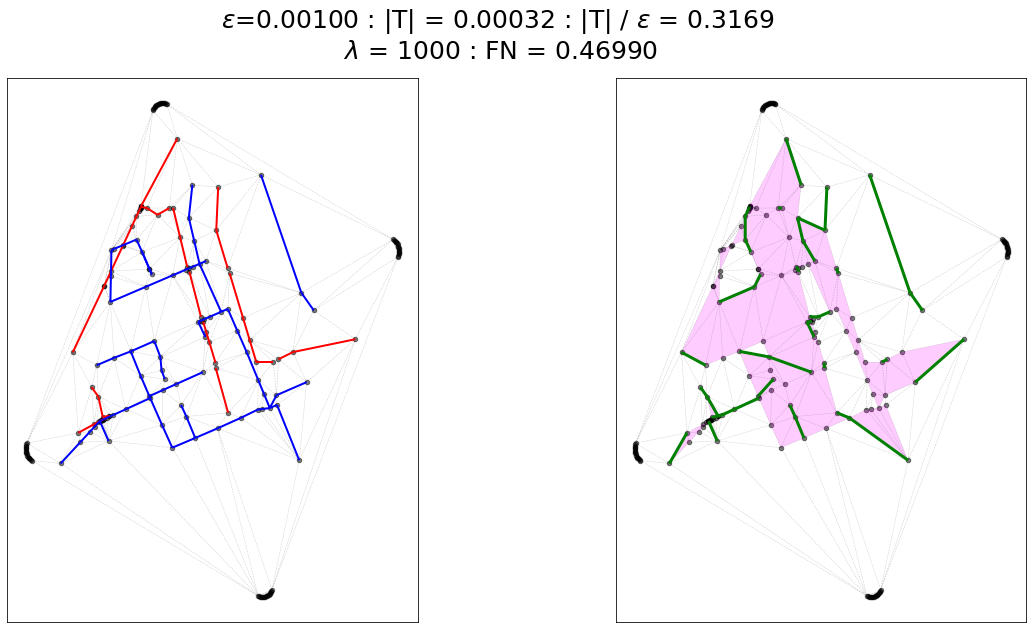 ε=0.00100 : |T| = 0.00032 : |T| / ε = 0.3169
λ = 1000 : FN = 0.46990